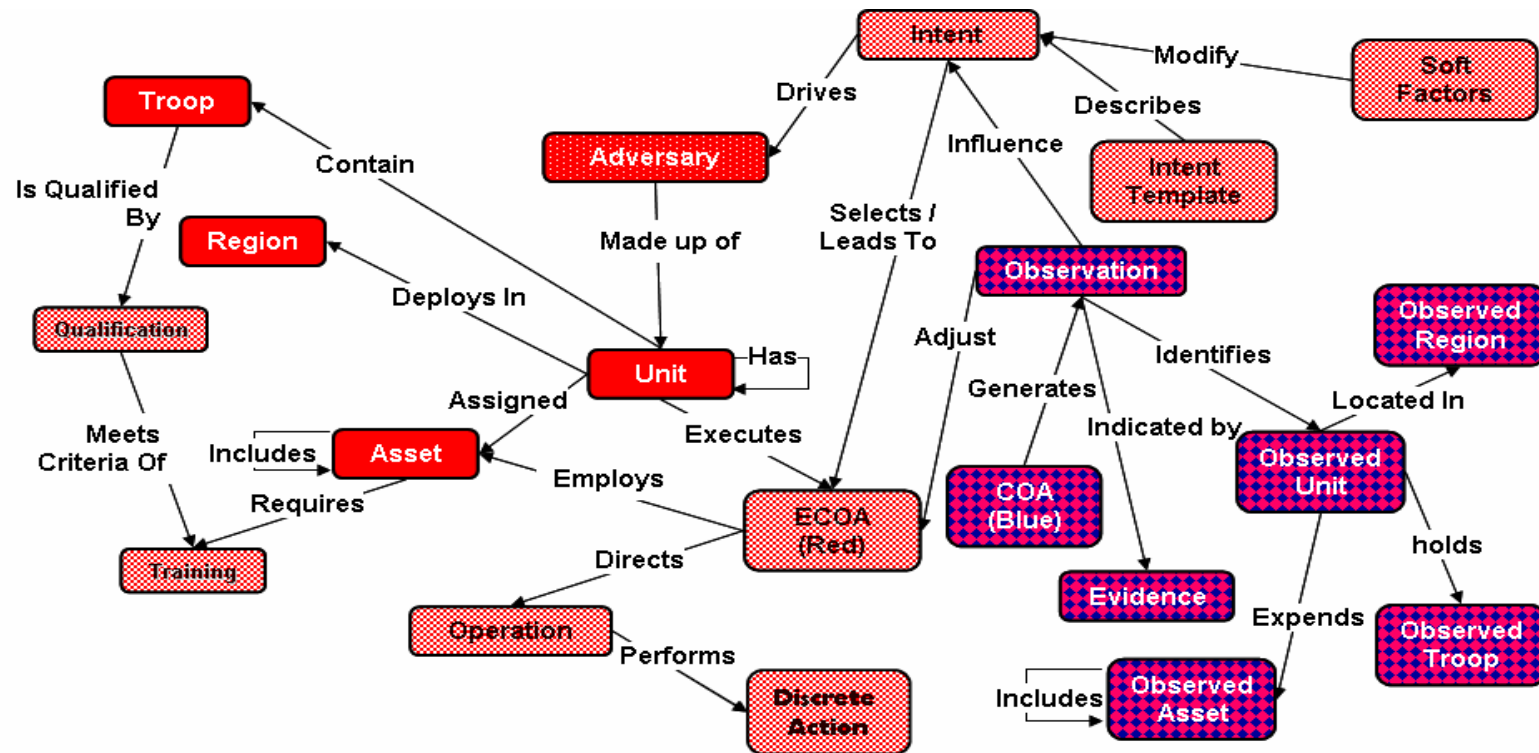 Intent
Modify
Soft
Factors
Troop
Drives
Describes
Contain
Adversary
Influence
Intent
Template
Is Qualified
By
Region
Made up of
Selects /
Leads To
Observation
Deploys In
Qualification
Adjust
Identifies
Observed
Region
Has
Unit
Generates
Located In
Assigned
Executes
Indicated by
Meets
Criteria Of
Includes
Asset
Employs
Observed
Unit
Requires
ECOA
(Red)
COA
(Blue)
holds
Training
Directs
Evidence
Expends
Operation
Performs
Observed
Troop
Discrete
Action
Includes
Observed
Asset